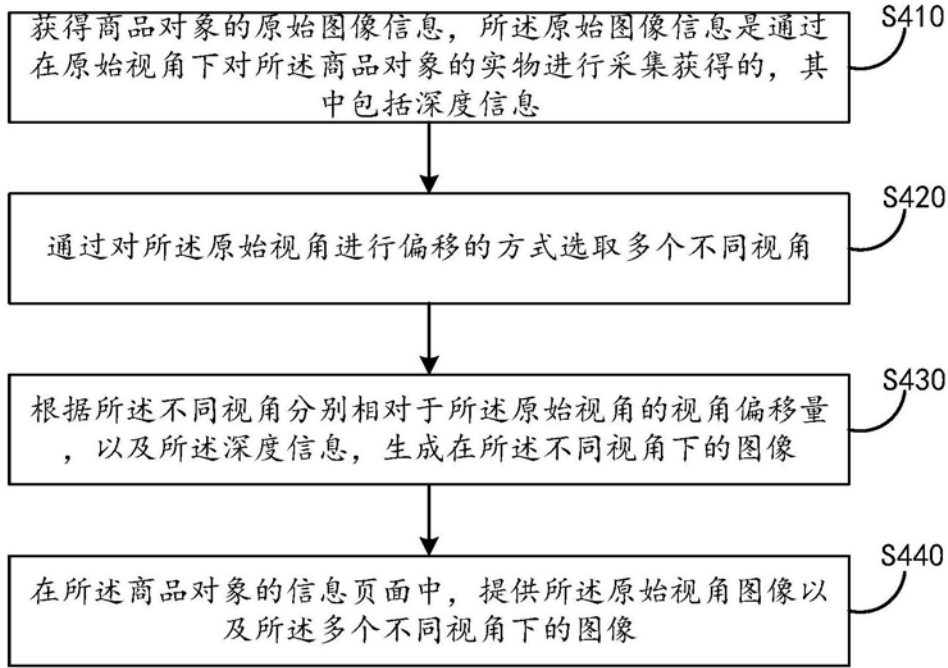 S410
获得商品对象的原始图像信息，所述原始图像信息是通过
在原始视角下对所述商品对象的实物进行采集获得的，其
中包括深度信息
S420
通过对所述原始视角进行偏移的方式选取多个不同视角
S430
根据所述不同视角分别相对于所述原始视角的视角偏移量
，以及所述深度信息，生成在所述不同视角下的图像
S440
在所述商品对象的信息页面中，提供所述原始视角图像以
及所述多个不同视角下的图像